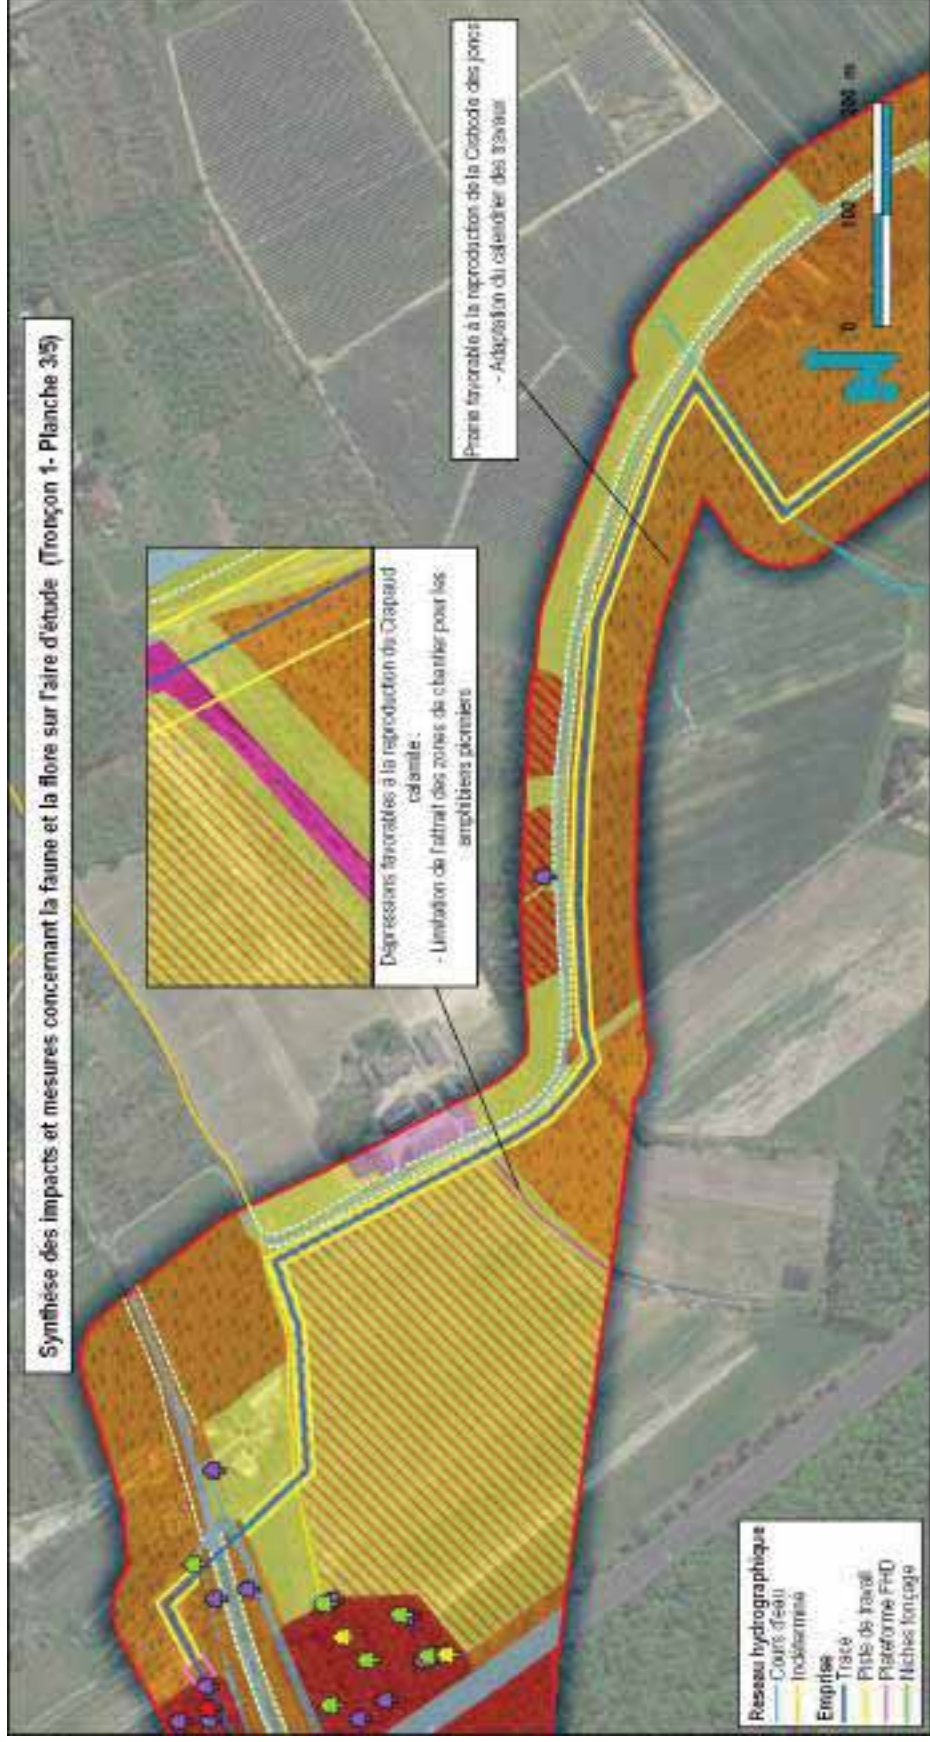 Synthèse des impacts et mesures concernant la faune et la flore sur l'aire d'étude (Tronçon 1- Planche 3/5)
Dépressions favorables à la reproduction du Crapaud
calamite :
- Limitation de l'attrait des zones de chantier pour les
amphibiens pionniers
Prairie favorable à la reproduction de la Cisticole des joncs
- Adaptation du calendrier des travaux
Réseau hydrographique
Cours d'eau
Indéterminé
Emprise
Tracé
Piste de travail
Plateforme FHD
Niches fonçage
N
0 100 200 m